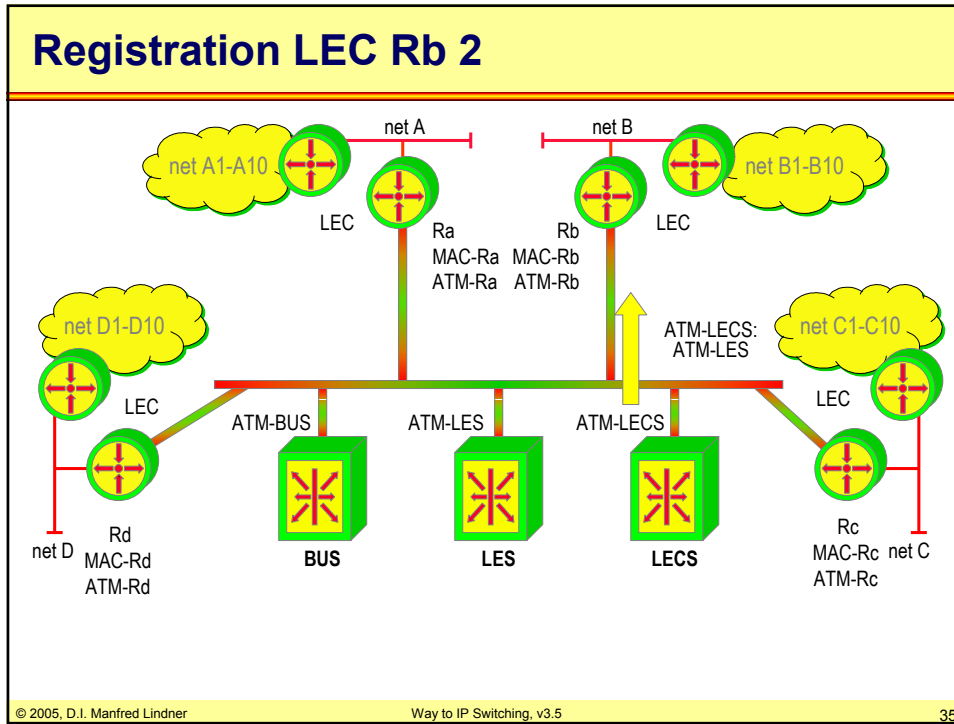 Registration LEC Rb 2
net A
net B
net A1-A10
net B1-B10
LEC
LEC
Ra
MAC-Ra
ATM-Ra
Rb
MAC-Rb
ATM-Rb
net D1-D10
net C1-C10
ATM-LECS:
ATM-LES
LEC
LEC
ATM-BUS
ATM-LES
ATM-LECS
net D
Rd
MAC-Rd
ATM-Rd
BUS
LES
LECS
Rc
MAC-Rc
ATM-Rc
net C
© 2005, D.I. Manfred Lindner
Way to IP Switching, v3.5
35